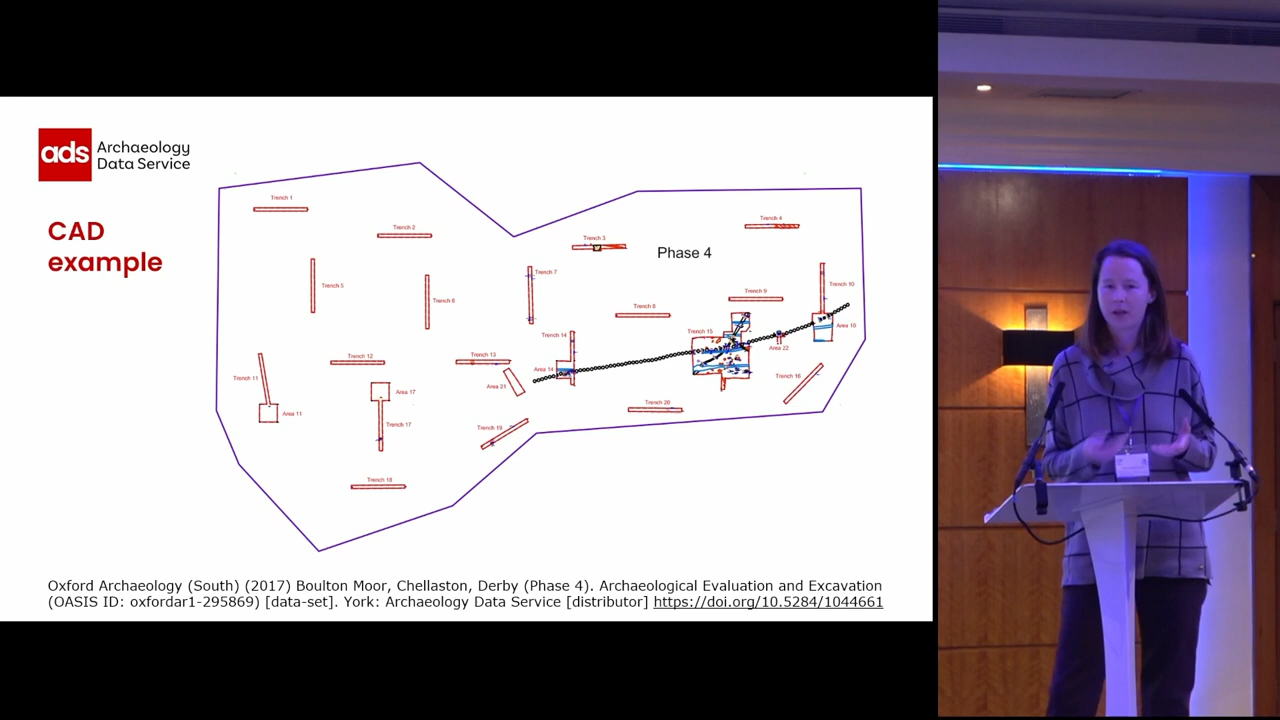 ads Archaeology
Data Service
CAD
example
Trench 1
Trench 2
Trench 3
Trench 4
Phase 4
Trench 5
Trench 6
Trench 7
Trench 8
Trench 9
Trench 10
Trench 14
Trench 15
Area 10
Area 22
Trench 12
Trench 13
Area 14
Trench 11
Area 17
Area 21
Trench 16
Area 11
Trench 17
Trench 20
Trench 19
Trench 18
Oxford Archaeology (South) (2017) Boulton Moor, Chellaston, Derby (Phase 4). Archaeological Evaluation and Excavation
(OASIS ID: oxfordar1-295869) [data-set]. York: Archaeology Data Service [distributor] https://doi.org/10.5284/1044661